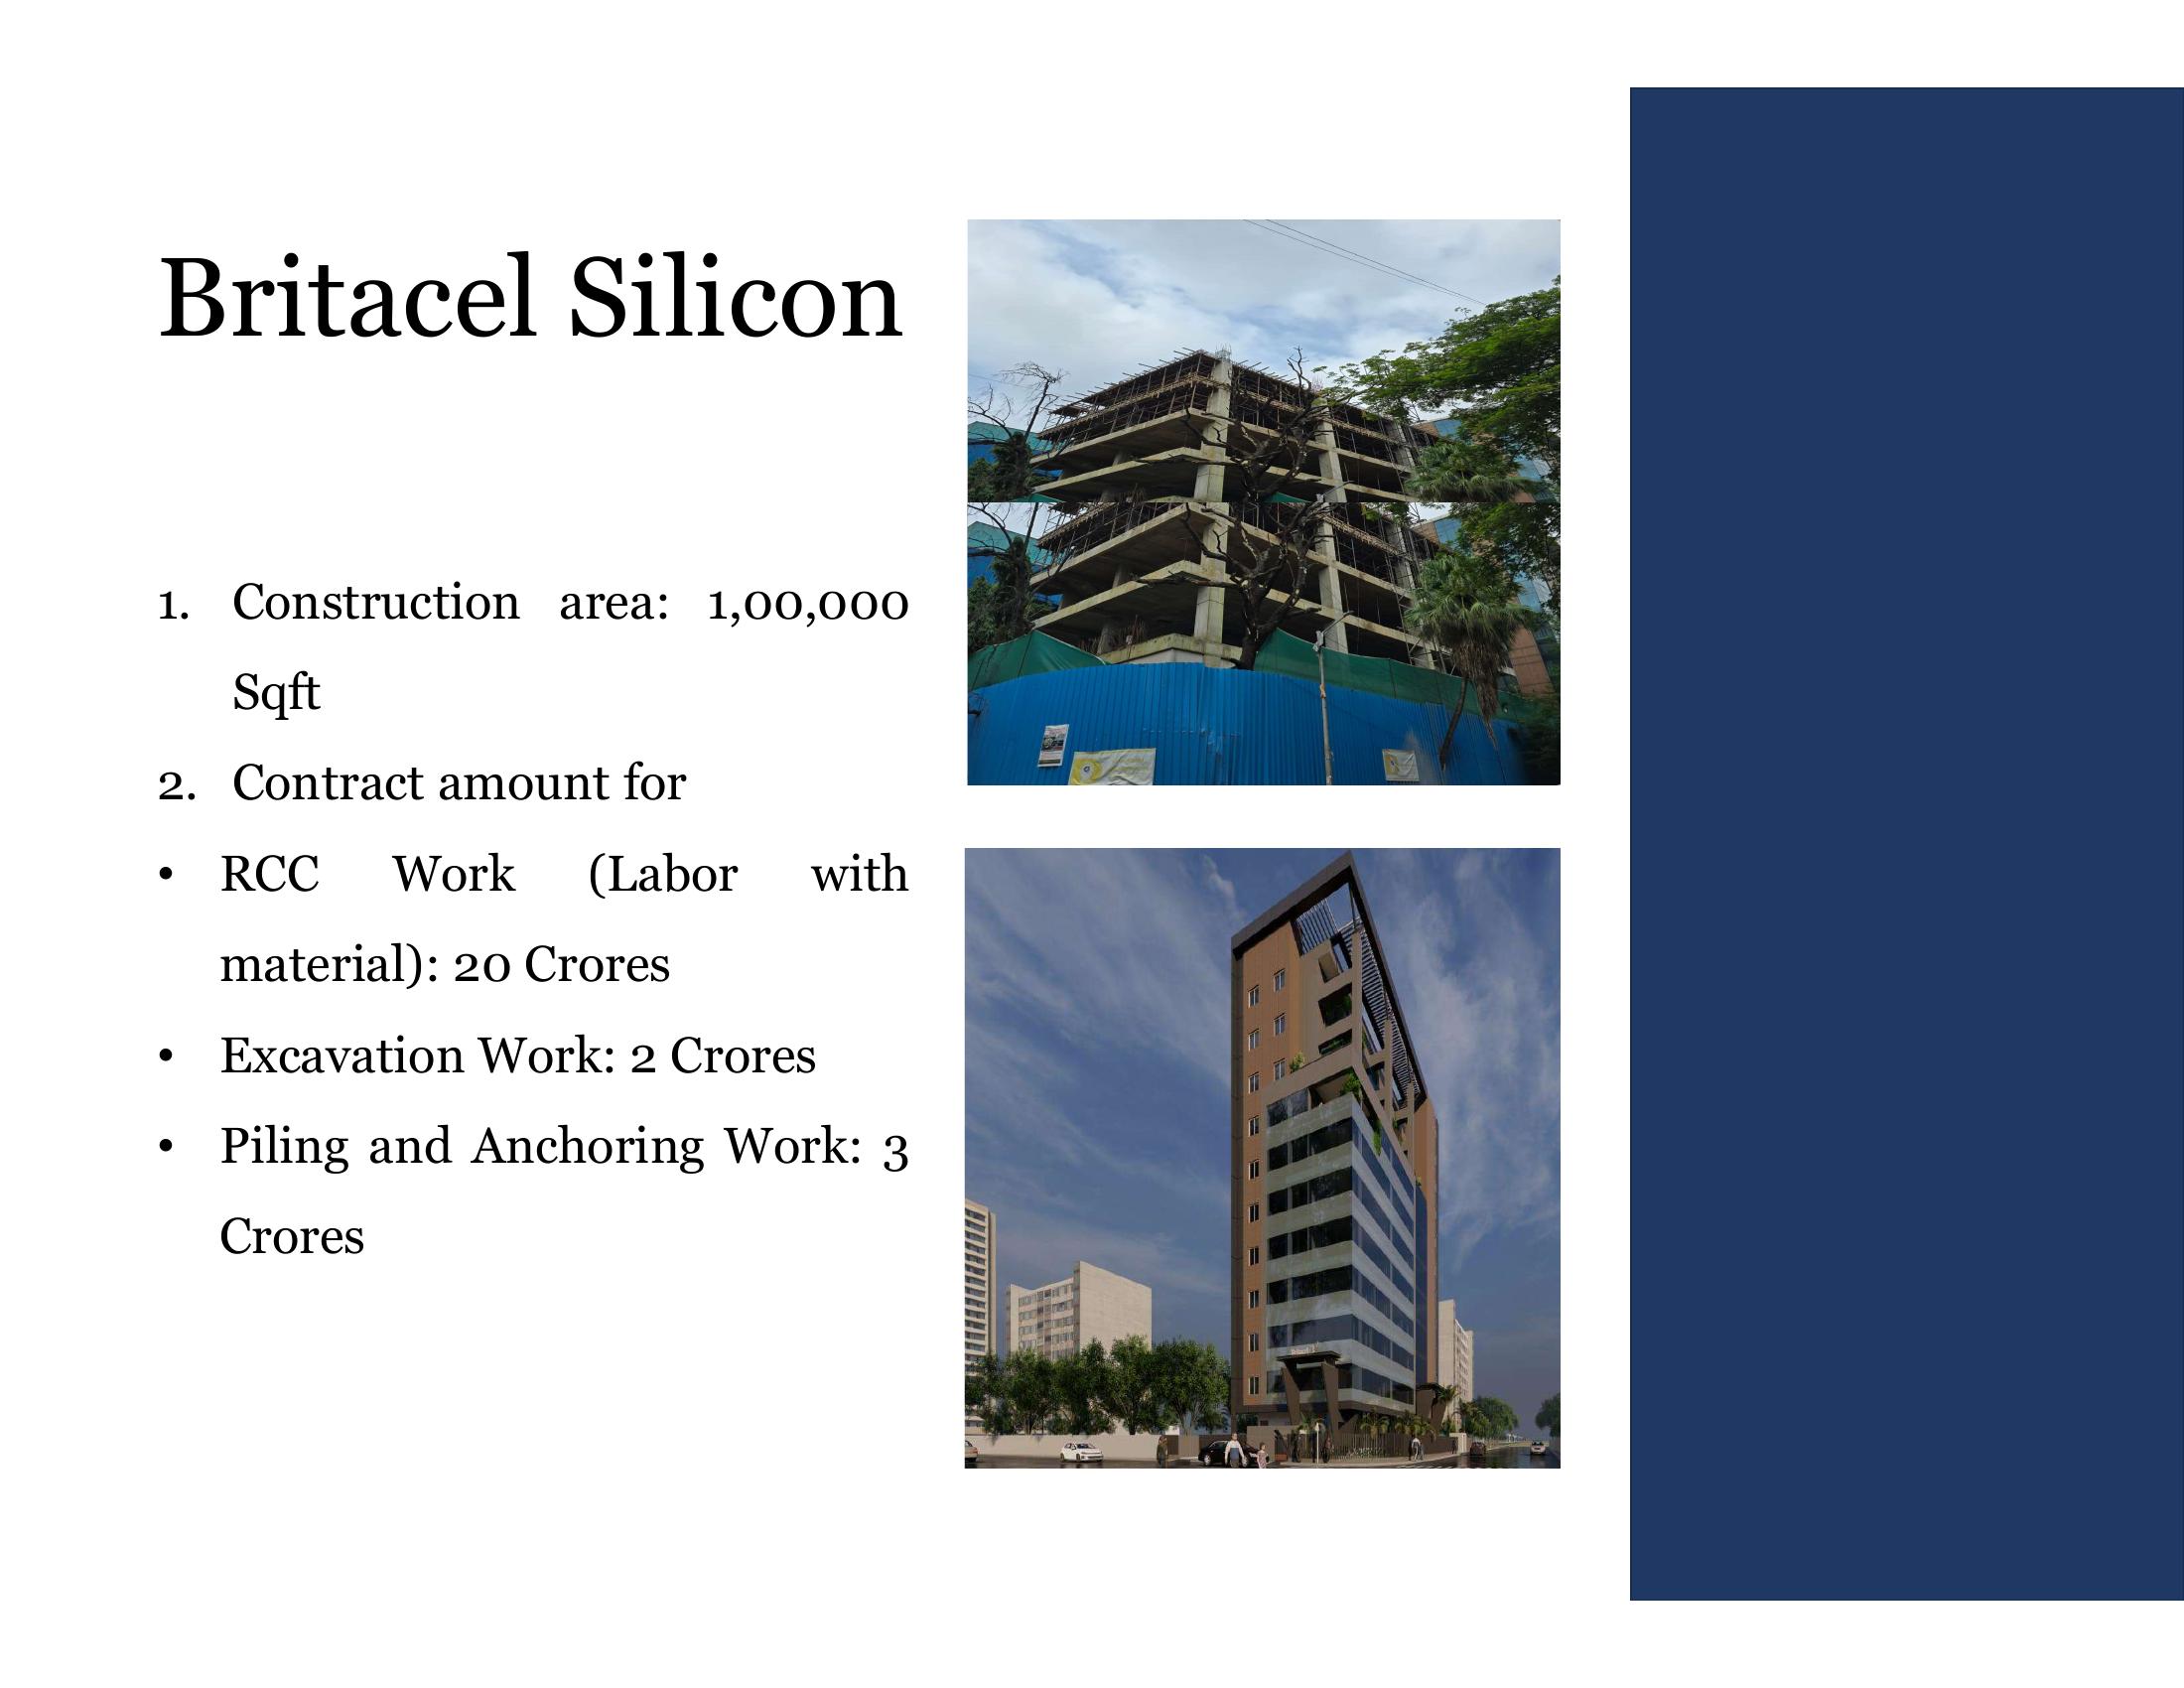 Britacel Silicon
1. Construction area: 1,00,000
Sqft
2. Contract amount for
• RCC Work (Labor with
material): 20 Crores
• Excavation Work: 2 Crores
• Piling and Anchoring Work: 3
Crores